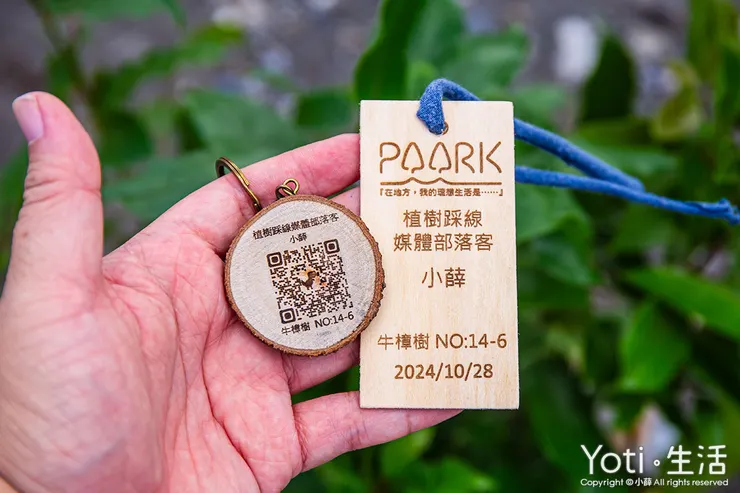 植樹踩線媒體部落客
小薛
牛樟樹 NO:14-6
PAARK
『在地方，我的理想生活是……』
植樹踩線
媒體部落客
小薛
牛樟樹 NO:14-6
2024/10/28
Yoti·生活
Copyright © 小薛 All rights reserved